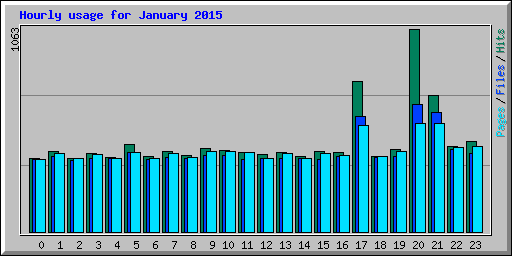 Hourly usage for January 2015
1063
Pages / Files / Hits
0 1 2 3 4 5 6 7 8 9 10 11 12 13 14 15 16 17 18 19 20 21 22 23